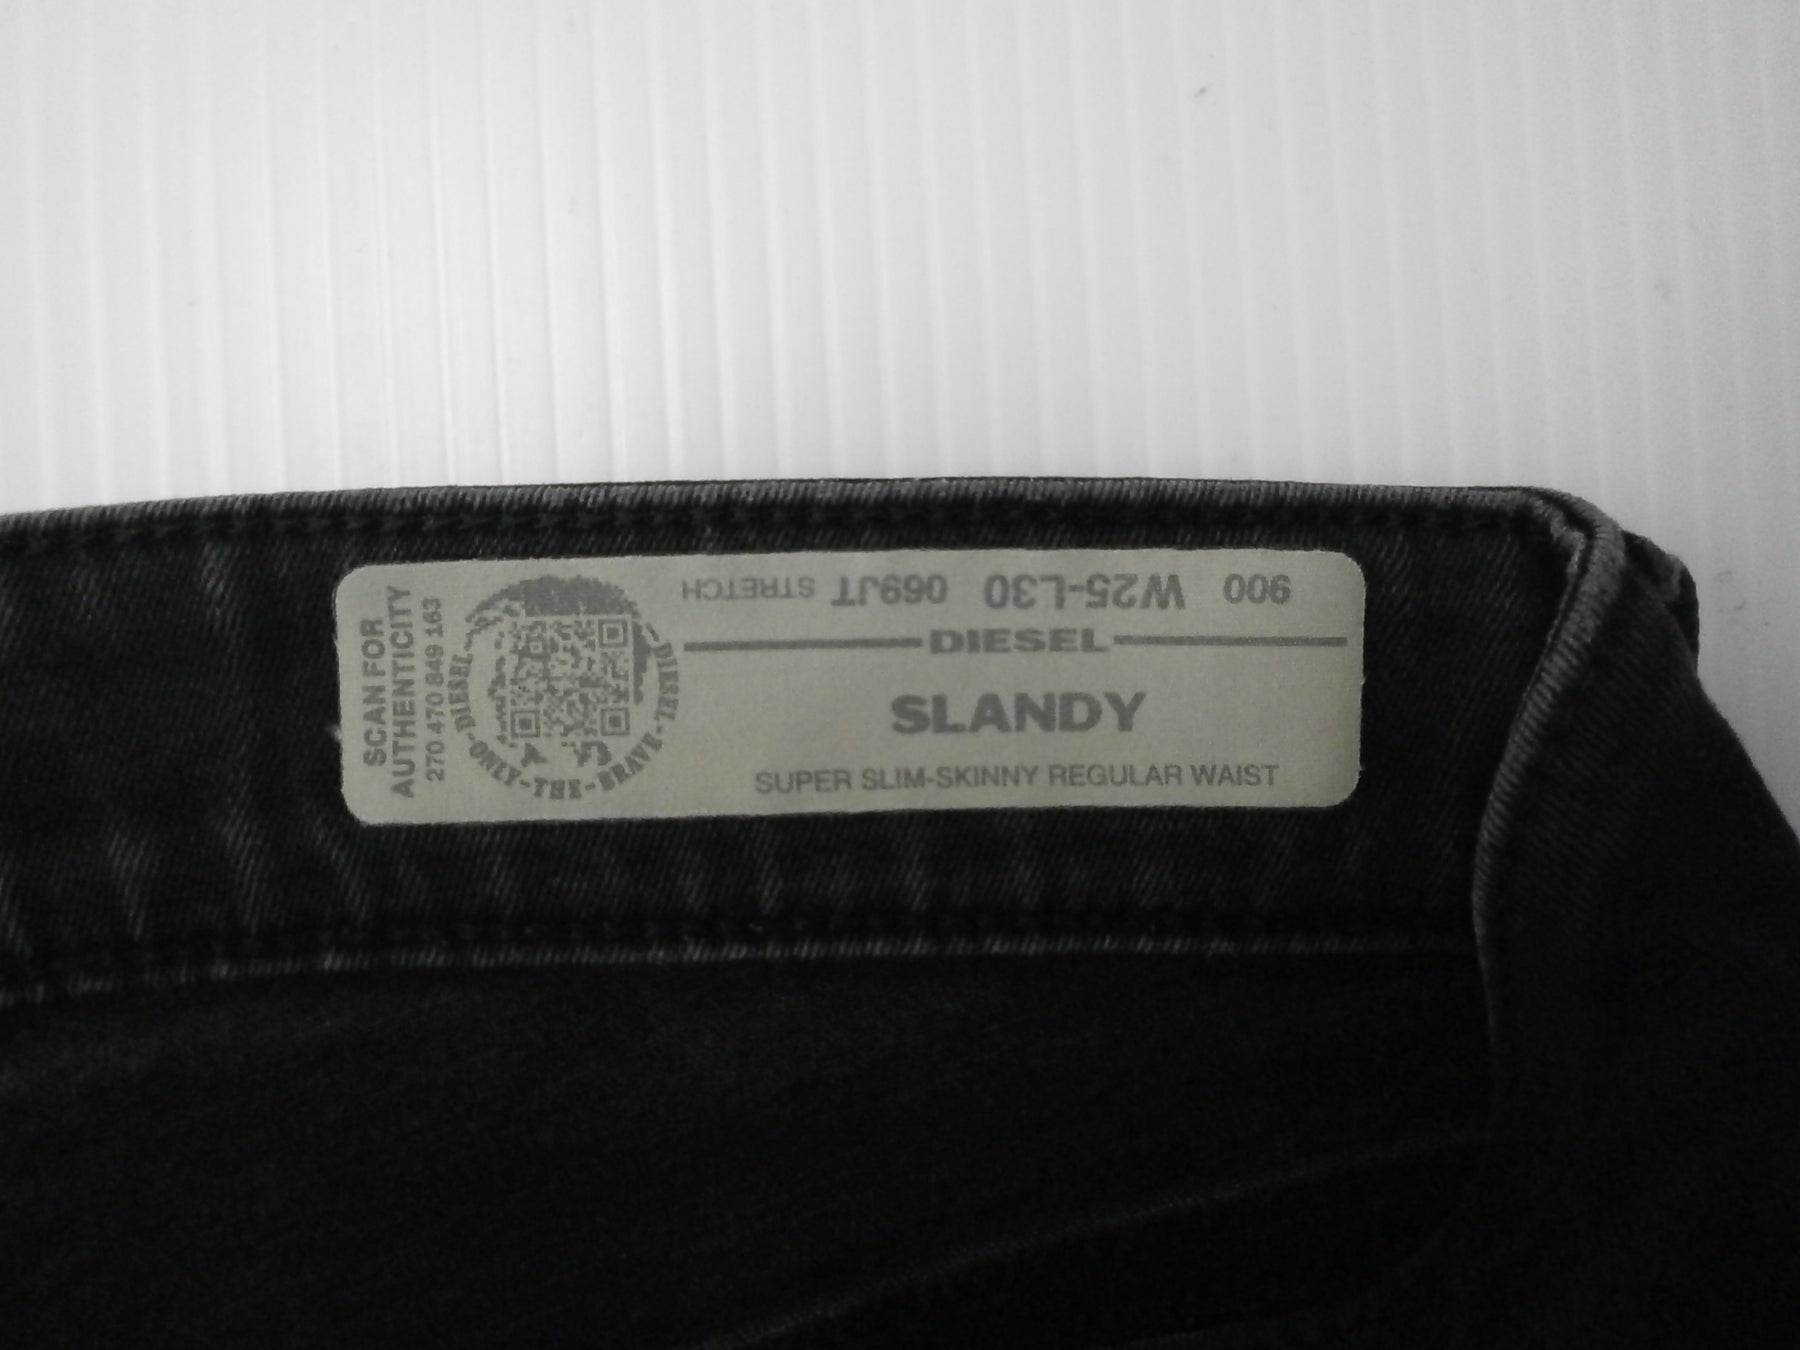 SCAN FOR
AUTHENTICITY
270 470 849 163
DIESEL-ONLY-THE-BRAVE-DIESEL
900 W25-L30 069JT STRETCH
DIESEL
SLANDY
SUPER SLIM-SKINNY REGULAR WAIST